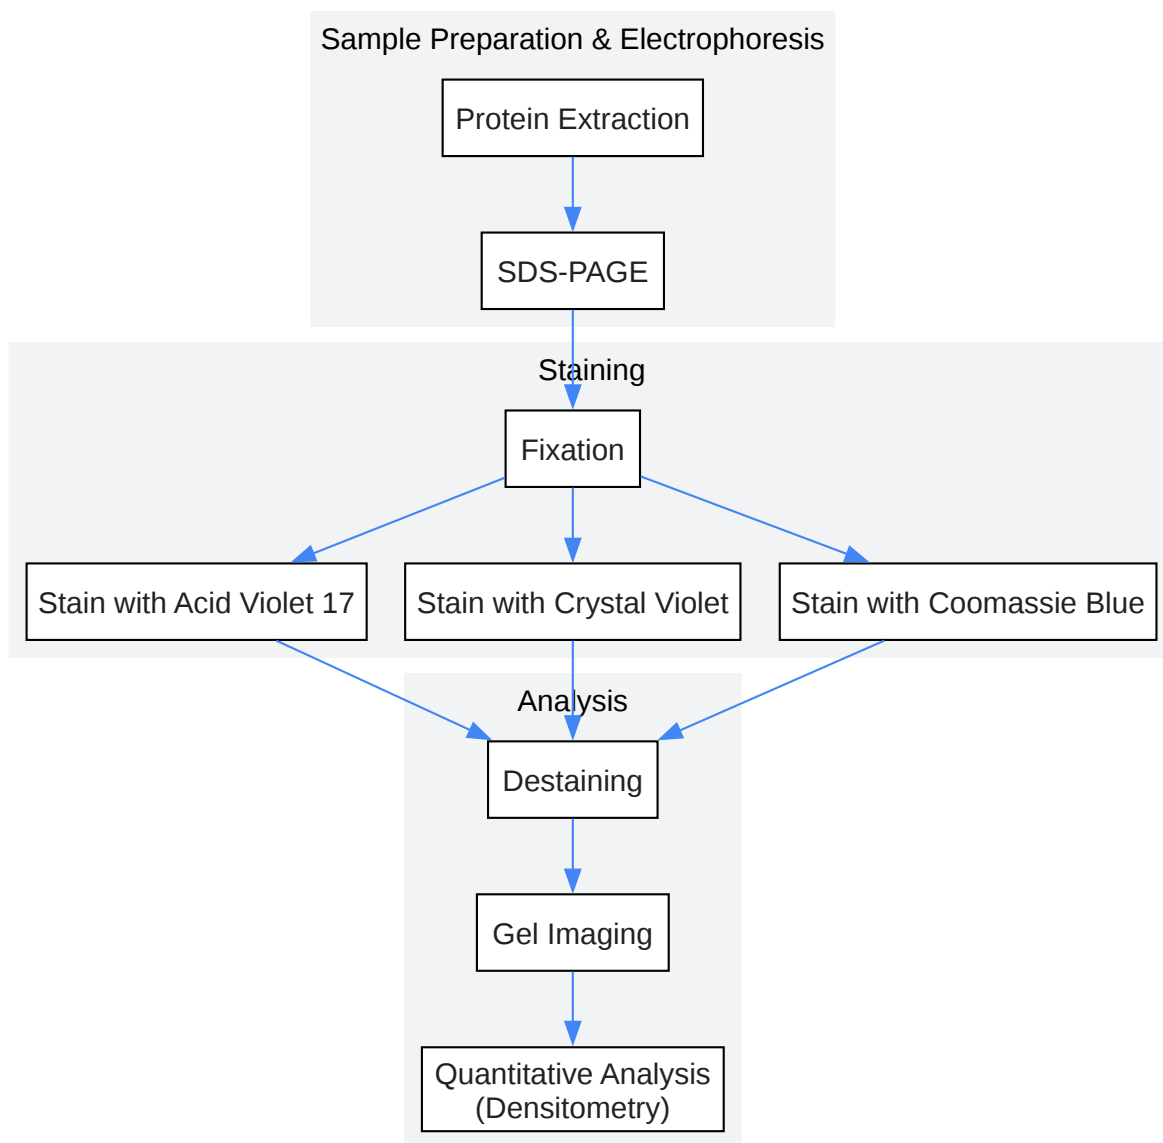 Sample Preparation & Electrophoresis
Protein Extraction
SDS-PAGE
Staining
Fixation
Stain with Acid Violet 17
Stain with Crystal Violet
Stain with Coomassie Blue
Analysis
Destaining
Gel Imaging
Quantitative Analysis
(Densitometry)